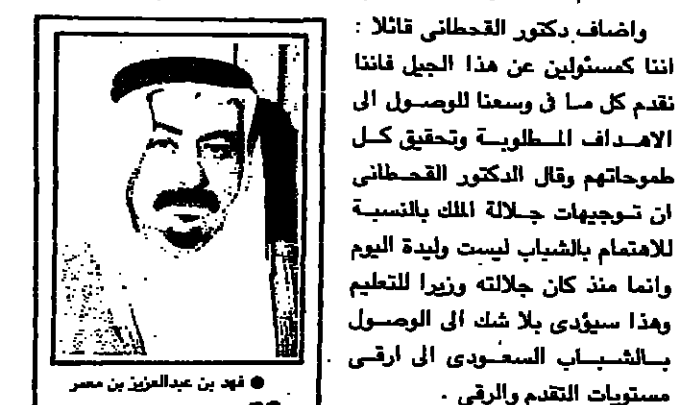 واضاف دكتور القحطانى قائلا :
اننا كمسئولين عن هذا الجيل فاننا
نقدم كل ما فى وسعنا للوصول الى
الاهداف المطلوبة وتحقيق كل
طموحاتهم وقال الدكتور القحطانى
ان توجيهات جلالة الملك بالنسبة
للاهتمام بالشباب ليست وليدة اليوم
وانما منذ كان جلالته وزيرا للتعليم
وهذا سيؤدى بلا شك الى الوصول
بالشباب السعودى الى ارقى
مستويات التقدم والرقى .
● فهد بن عبدالعزيز بن معمر